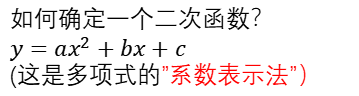 如何确定一个二次函数?
y = ax² + bx + c
(这是多项式的”系数表示法”)